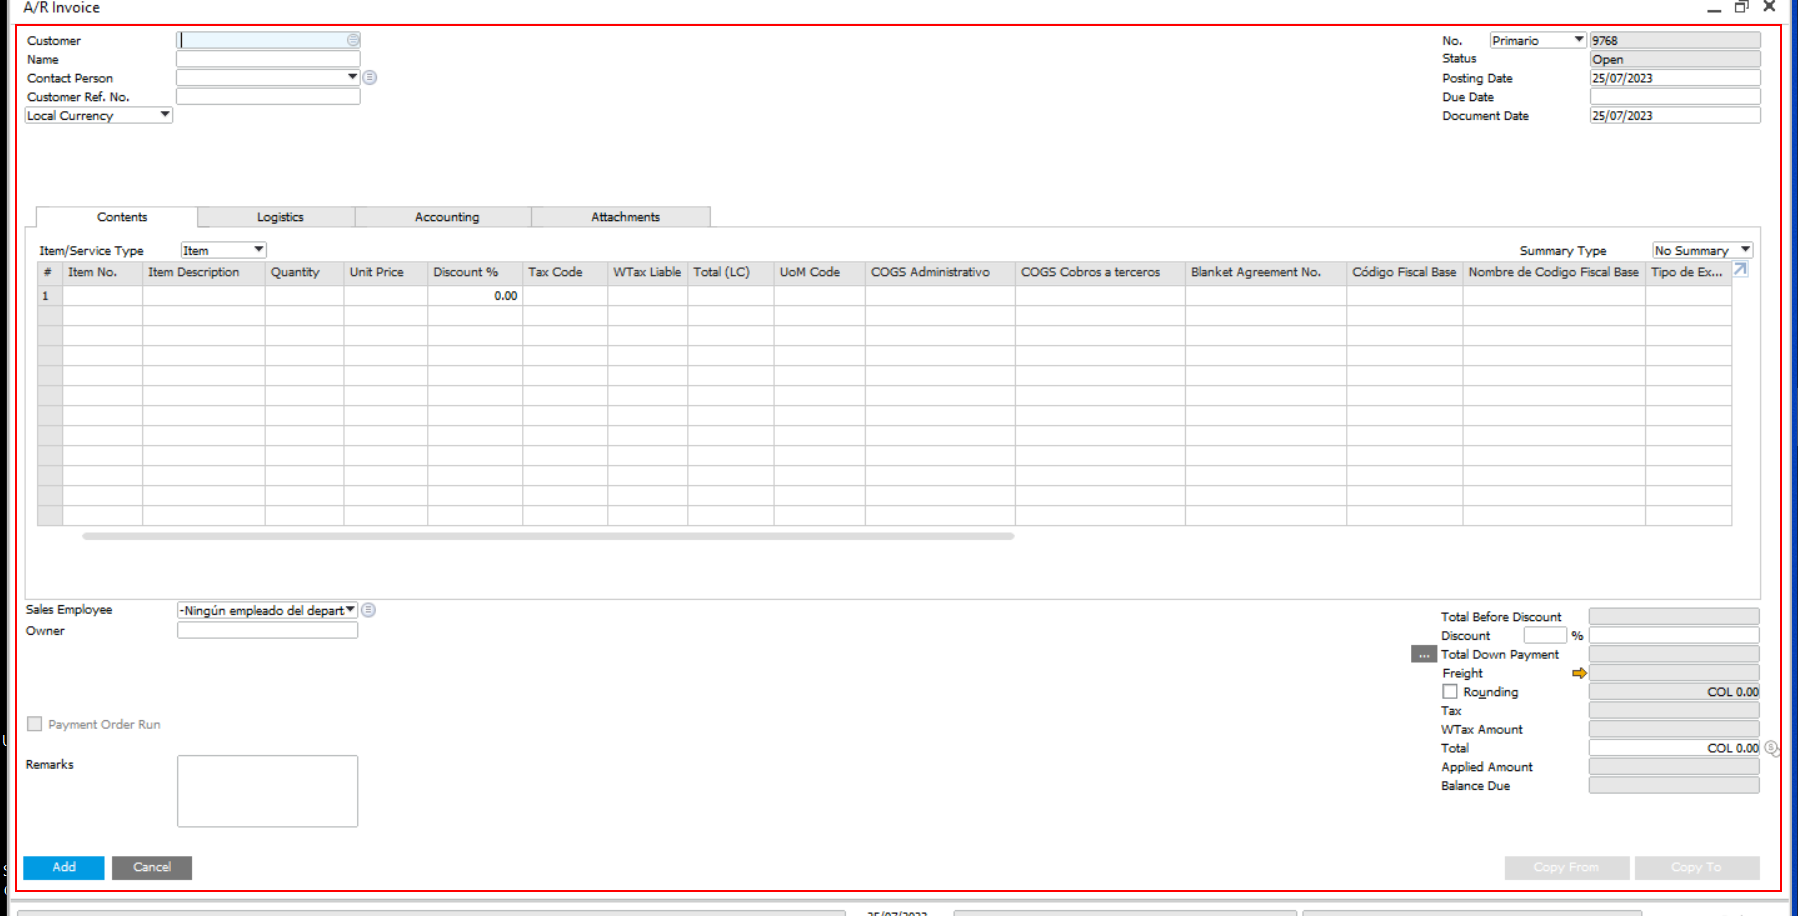 A/R Invoice
Customer
Name
Contact Person
Customer Ref. No.
Local Currency
No. Primario 9768
Status Open
Posting Date 25/07/2023
Due Date
Document Date 25/07/2023
Contents Logistics Accounting Attachments
Item/Service Type Item Summary Type No Summary
# Item No. Item Description Quantity Unit Price Discount % Tax Code WTax Liable Total (LC) UoM Code COGS Administrativo COGS Cobros a terceros Blanket Agreement No. Código Fiscal Base Nombre de Codigo Fiscal Base Tipo de Ex...
1 0.00
Sales Employee -Ningún empleado del depart
Owner
Payment Order Run
Remarks
Total Before Discount
Discount %
... Total Down Payment
Freight
Rounding COL 0.00
Tax
WTax Amount
Total COL 0.00
Applied Amount
Balance Due
Add Cancel Copy From Copy To